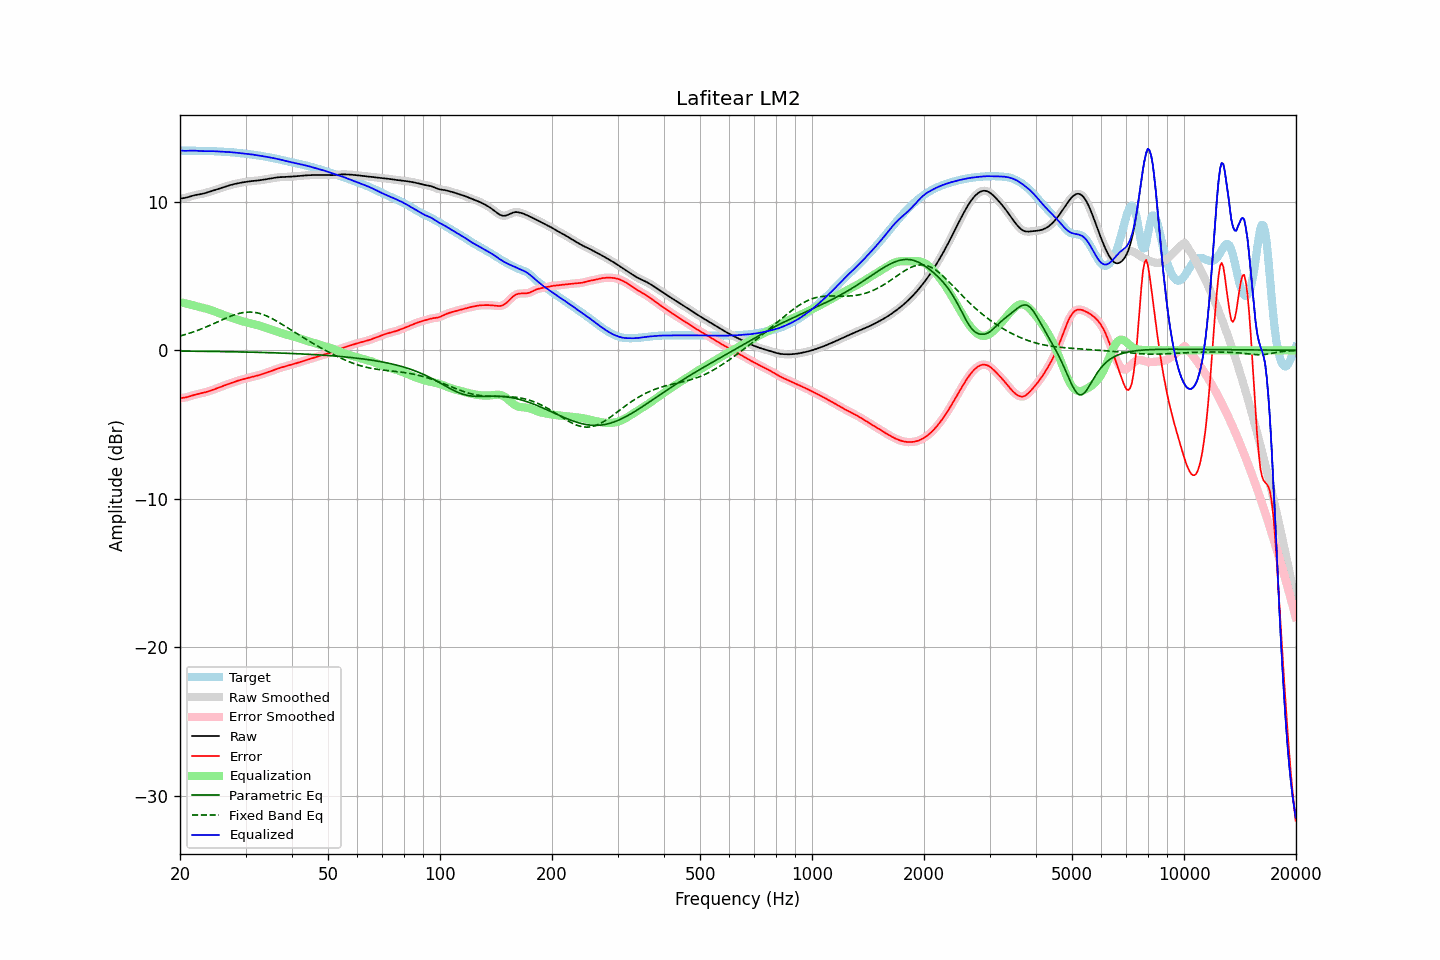 Lafitear LM2
Amplitude (dBr)
10
0
−10
−20
−30
Target
Raw Smoothed
Error Smoothed
Raw
Error
Equalization
Parametric Eq
Fixed Band Eq
Equalized
20 50 100 200 500 1000 2000 5000 10000 20000
Frequency (Hz)